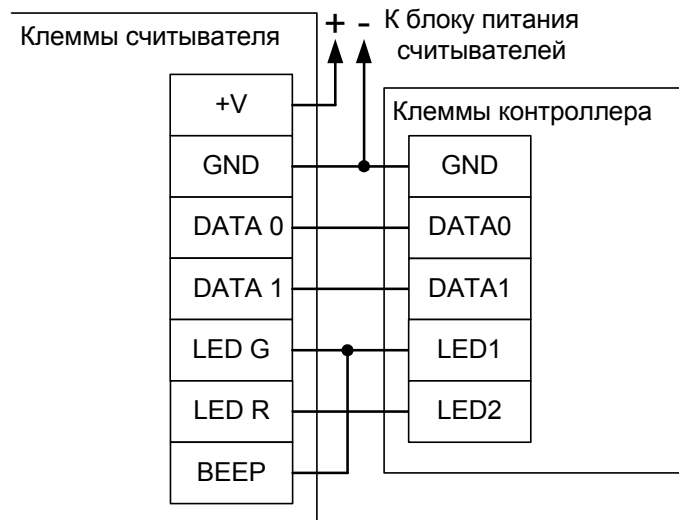 Клеммы считывателя
+ -
К блоку питания
считывателей
Клеммы контроллера
+V
GND
GND
DATA 0
DATA0
DATA 1
DATA1
LED G
LED1
LED R
LED2
BEEP